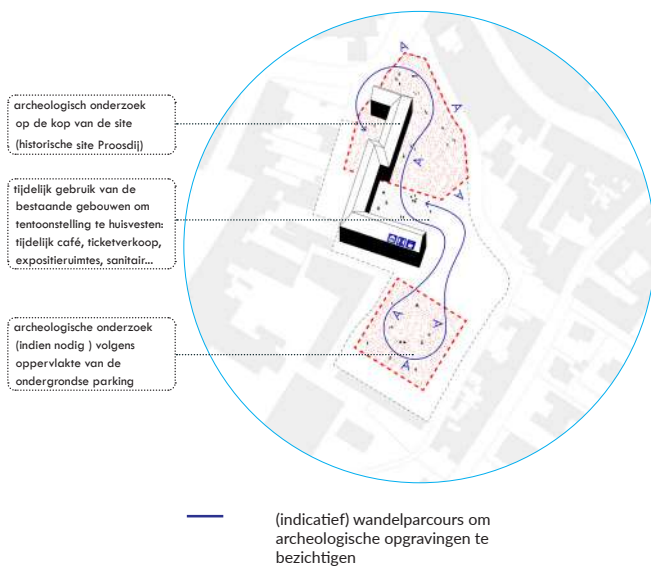 archeologisch onderzoek
op de kop van de site
(historische site Proosdij)
tijdelijk gebruik van de
bestaande gebouwen om
tentoonstelling te huisvesten:
tijdelijk café, ticketverkoop,
expositieruimtes, sanitair...
archeologische onderzoek
(indien nodig ) volgens
oppervlakte van de
ondergrondse parking
(indicatief) wandelparcours om
archeologische opgravingen te
bezichtigen